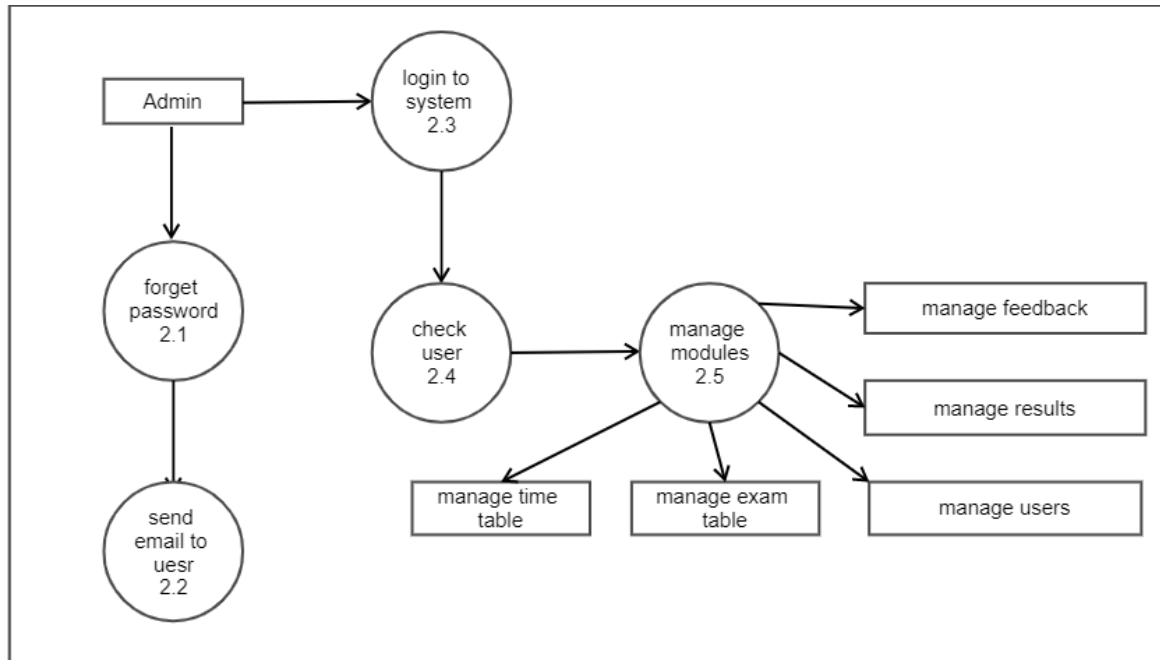 Admin
login to
system
2.3
forget
password
2.1
send
email to
uesr
2.2
check
user
2.4
manage
modules
2.5
manage feedback
manage results
manage users
manage time
table
manage exam
table